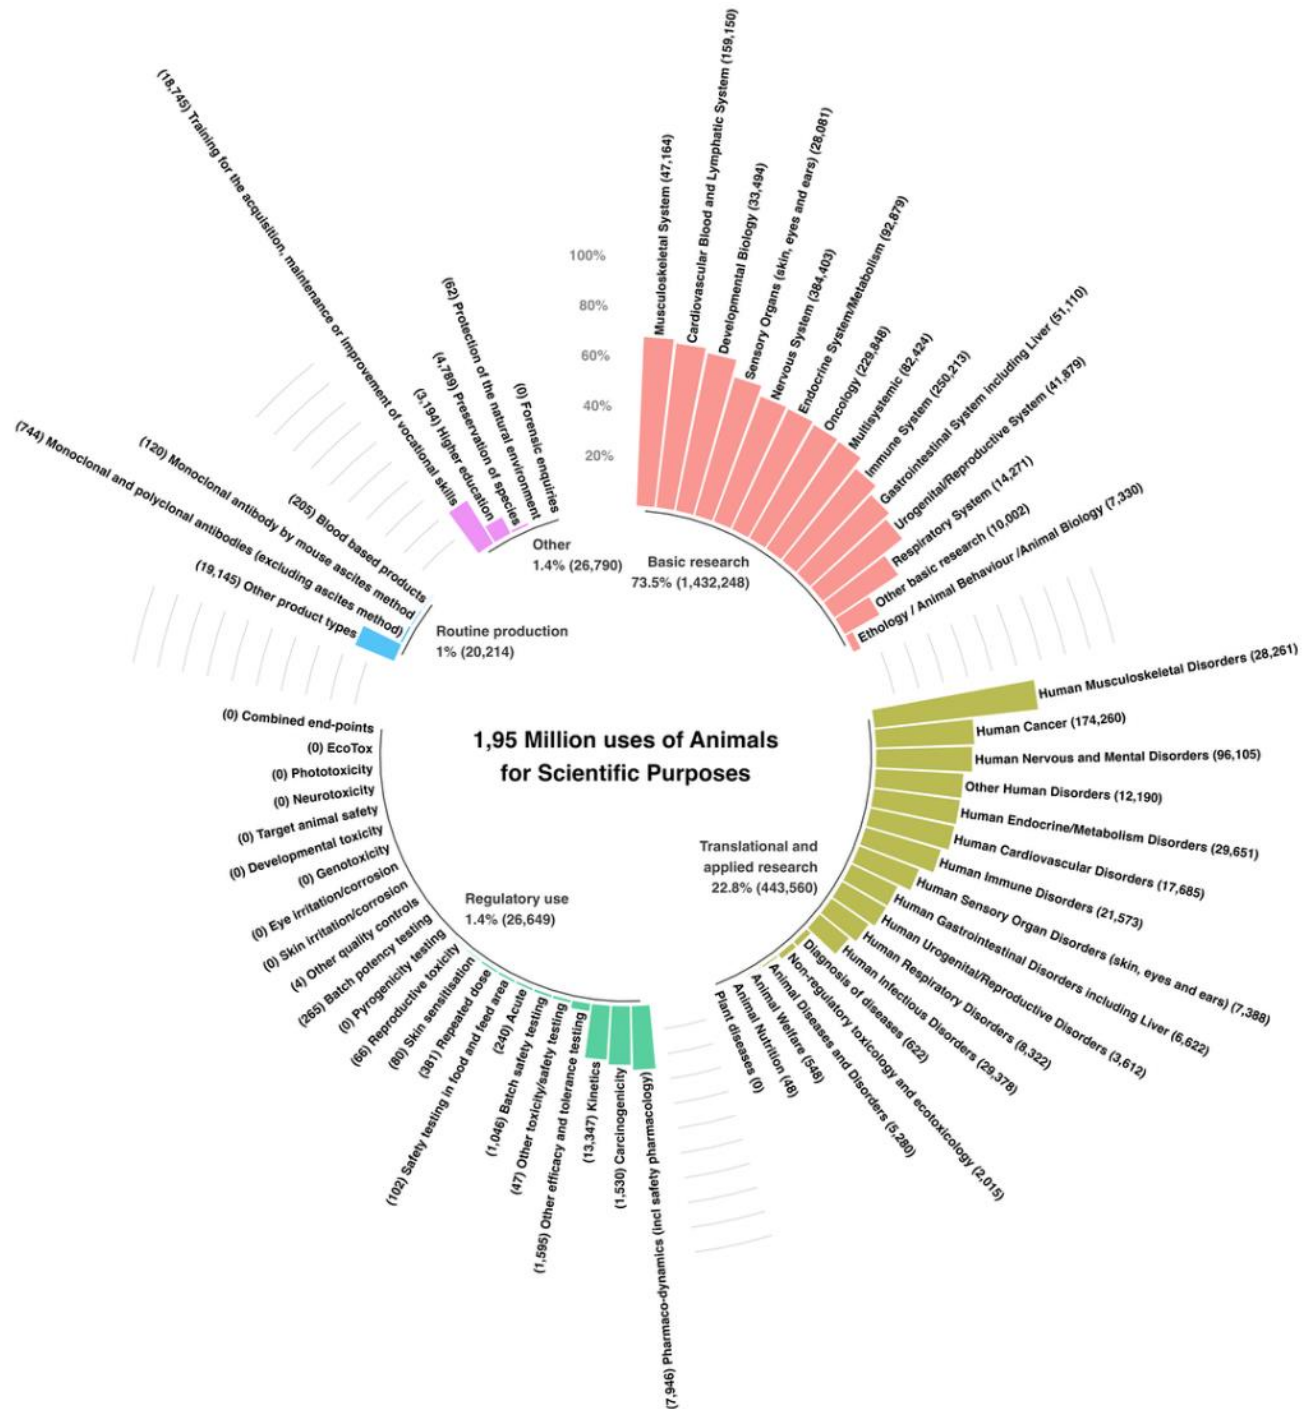 1,95 Million uses of Animals
for Scientific Purposes
100%
80%
60%
40%
20%
Basic research
73.5% (1,432,248)
Musculoskeletal System (47,164)
Cardiovascular Blood and Lymphatic System (159,150)
Developmental Biology (33,494)
Sensory Organs (skin, eyes and ears) (28,081)
Nervous System (384,403)
Endocrine System/Metabolism (92,879)
Oncology (229,848)
Multisystemic (82,424)
Immune System (250,213)
Gastrointestinal System including Liver (51,110)
Urogenital/Reproductive System (41,879)
Respiratory System (14,271)
Other basic research (10,002)
Ethology / Animal Behaviour /Animal Biology (7,330)
Translational and
applied research
22.8% (443,560)
Human Musculoskeletal Disorders (28,261)
Human Cancer (174,260)
Human Nervous and Mental Disorders (96,105)
Other Human Disorders (12,190)
Human Endocrine/Metabolism Disorders (29,651)
Human Cardiovascular Disorders (17,685)
Human Immune Disorders (21,573)
Human Sensory Organ Disorders (skin, eyes and ears) (7,388)
Human Gastrointestinal Disorders including Liver (6,622)
Human Urogenital/Reproductive Disorders (3,612)
Human Respiratory Disorders (8,322)
Human Infectious Disorders (29,378)
Diagnosis of diseases (622)
Non-regulatory toxicology and ecotoxicology (2,015)
Animal Diseases and Disorders (5,280)
Animal Welfare (548)
Animal Nutrition (48)
Plant diseases (0)
Regulatory use
1.4% (26,649)
(7,946) Pharmaco-dynamics (incl safety pharmacology)
(1,530) Carcinogenicity
(13,347) Kinetics
(1,595) Other efficacy and tolerance testing
(47) Other toxicity/safety testing
(1,046) Batch safety testing
(240) Acute
(102) Safety testing in food and feed area
(381) Repeated dose
(80) Skin sensitisation
(66) Reproductive toxicity
(0) Pyrogenicity testing
(265) Batch potency testing
(4) Other quality controls
(0) Skin irritation/corrosion
(0) Eye irritation/corrosion
(0) Genotoxicity
(0) Developmental toxicity
(0) Target animal safety
(0) Neurotoxicity
(0) Phototoxicity
(0) EcoTox
(0) Combined end-points
Routine production
1% (20,214)
(19,145) Other product types
(744) Monoclonal and polyclonal antibodies (excluding ascites method)
(120) Monoclonal antibody by mouse ascites method
(205) Blood based products
Other
1.4% (26,790)
(18,745) Training for the acquisition, maintenance or improvement of vocational skills
(3,194) Higher education
(4,789) Preservation of species
(62) Protection of the natural environment
(0) Forensic enquiries